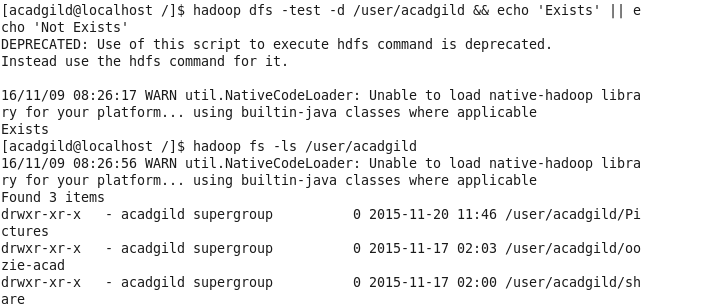 [acadgild@localhost /]$ hadoop dfs -test -d /user/acadgild && echo 'Exists' || e
cho 'Not Exists'
DEPRECATED: Use of this script to execute hdfs command is deprecated.
Instead use the hdfs command for it.

16/11/09 08:26:17 WARN util.NativeCodeLoader: Unable to load native-hadoop libra
ry for your platform... using builtin-java classes where applicable
Exists
[acadgild@localhost /]$ hadoop fs -ls /user/acadgild
16/11/09 08:26:56 WARN util.NativeCodeLoader: Unable to load native-hadoop libra
ry for your platform... using builtin-java classes where applicable
Found 3 items
drwxr-xr-x   - acadgild supergroup          0 2015-11-20 11:46 /user/acadgild/Pi
ctures
drwxr-xr-x   - acadgild supergroup          0 2015-11-17 02:03 /user/acadgild/oo
zie-acad
drwxr-xr-x   - acadgild supergroup          0 2015-11-17 02:00 /user/acadgild/sh
are